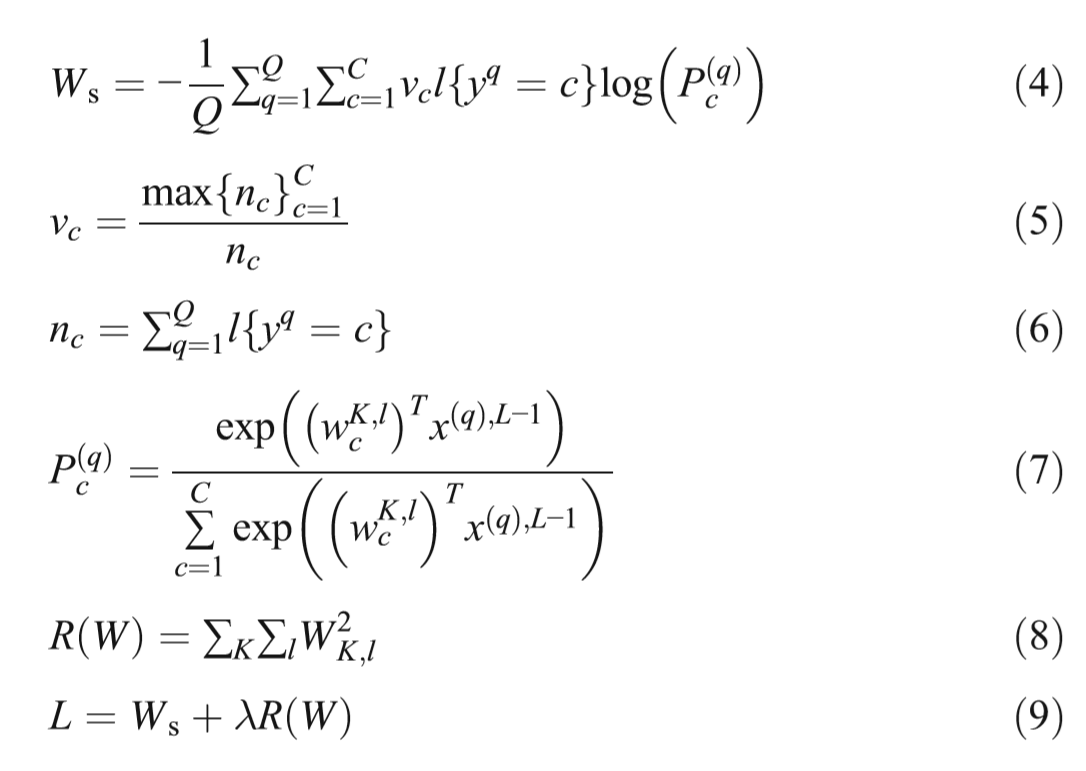 W_s = -\frac{1}{Q} \sum_{q=1}^{Q} \sum_{c=1}^{C} v_c l\{y^q = c\} \log\left(P_c^{(q)}\right) (4)
v_c = \frac{\max\{n_c\}_{c=1}^{C}}{n_c} (5)
n_c = \sum_{q=1}^{Q} l\{y^q = c\} (6)
P_c^{(q)} = \frac{\exp\left(\left(w_c^{K,l}\right)^T x^{(q),L-1}\right)}{\sum_{c=1}^{C} \exp\left(\left(w_c^{K,l}\right)^T x^{(q),L-1}\right)} (7)
R(W) = \sum_K \sum_l W_{K,l}^2 (8)
L = W_s + \lambda R(W) (9)